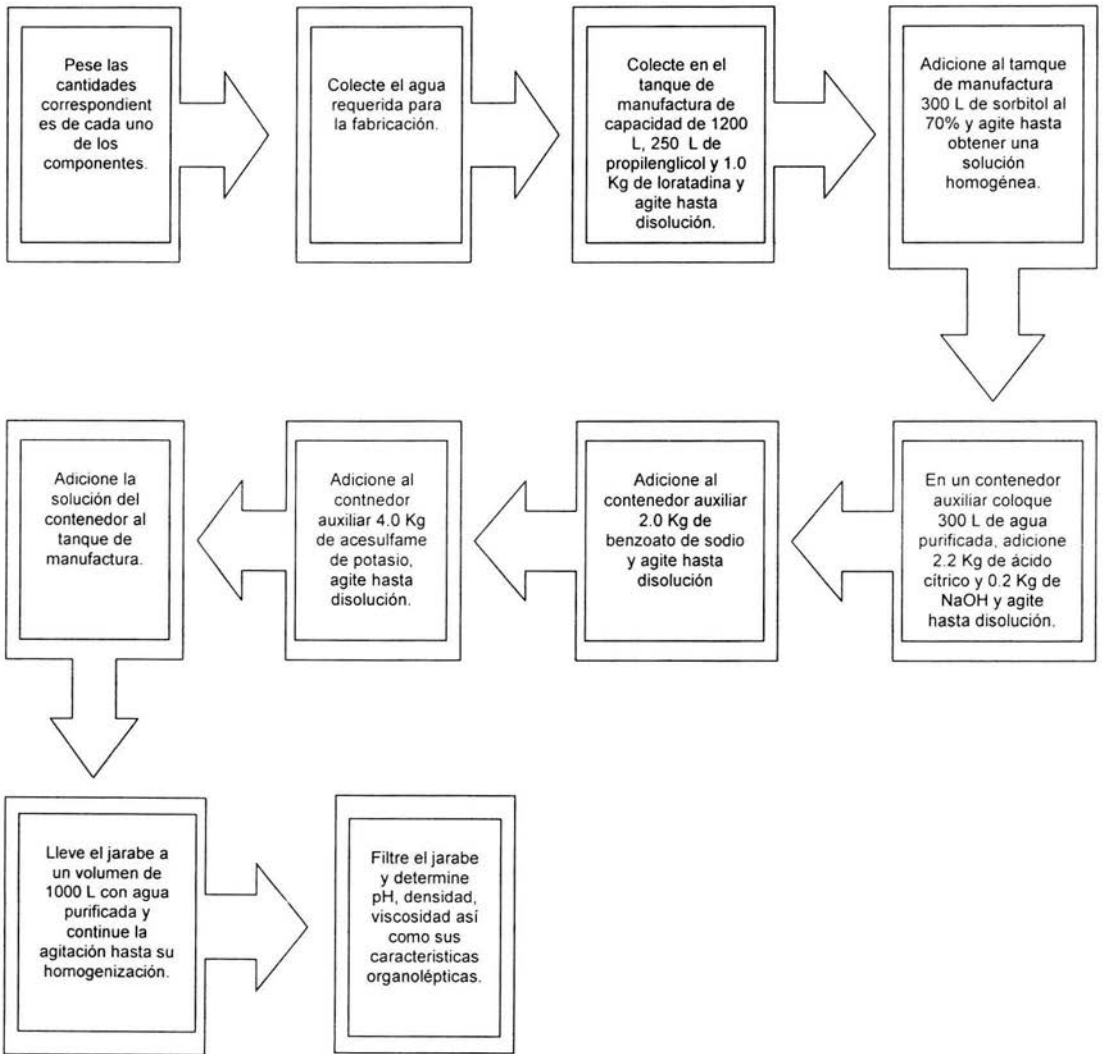 Pese las
cantidades
correspondient
es de cada uno
de los
componentes.
Colecte el agua
requerida para
la fabricación.
Colecte en el
tanque de
manufactura de
capacidad de 1200
L, 250 L de
propilenglicol y 1.0
Kg de loratadina y
agite hasta
disolución.
Adicione al tamque
de manufactura
300 L de sorbitol al
70% y agite hasta
obtener una
solución
homogénea.
En un contenedor
auxiliar coloque
300 L de agua
purificada, adicione
2.2 Kg de ácido
cítrico y 0.2 Kg de
NaOH y agite
hasta disolución.
Adicione al
contenedor auxiliar
2.0 Kg de
benzoato de sodio
y agite hasta
disolución
Adicione al
contnedor
auxiliar 4.0 Kg
de acesulfame
de potasio,
agite hasta
disolución.
Adicione la
solución del
contenedor al
tanque de
manufactura.
Lleve el jarabe a
un volumen de
1000 L con agua
purificada y
continue la
agitación hasta su
homogenización.
Filtre el jarabe
y determine
pH, densidad,
viscosidad así
como sus
caracteristicas
organolépticas.